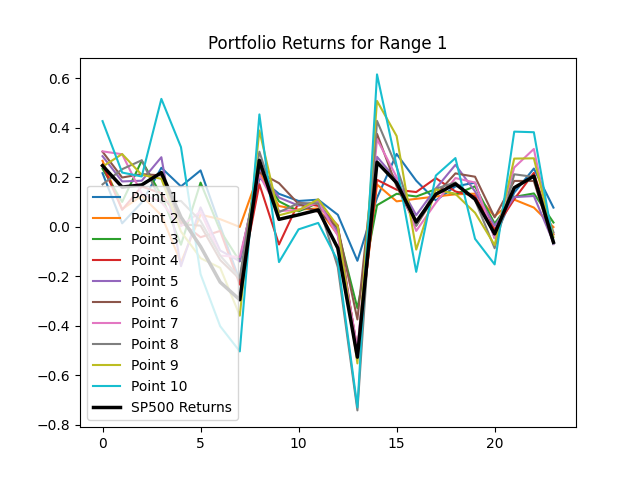 Portfolio Returns for Range 1
0.6
0.4
0.2
0.0
−0.2
−0.4
−0.6
−0.8
Point 1
Point 2
Point 3
Point 4
Point 5
Point 6
Point 7
Point 8
Point 9
Point 10
SP500 Returns
0 5 10 15 20